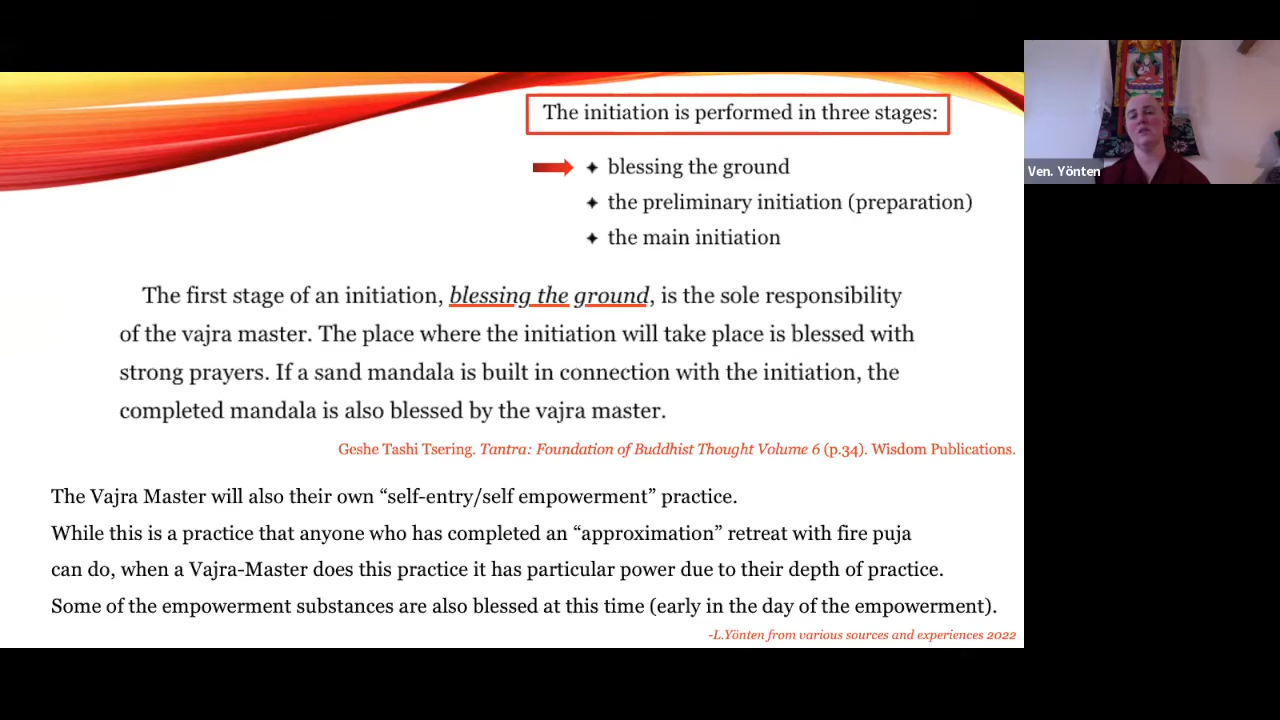 The initiation is performed in three stages:
blessing the ground
the preliminary initiation (preparation)
the main initiation
The first stage of an initiation, blessing the ground, is the sole responsibility
of the vajra master. The place where the initiation will take place is blessed with
strong prayers. If a sand mandala is built in connection with the initiation, the
completed mandala is also blessed by the vajra master.
Geshe Tashi Tsering. Tantra: Foundation of Buddhist Thought Volume 6 (p.34). Wisdom Publications.
The Vajra Master will also their own “self-entry/self empowerment” practice.
While this is a practice that anyone who has completed an “approximation” retreat with fire puja
can do, when a Vajra-Master does this practice it has particular power due to their depth of practice.
Some of the empowerment substances are also blessed at this time (early in the day of the empowerment).
-L.Yönten from various sources and experiences 2022
Ven. Yönten